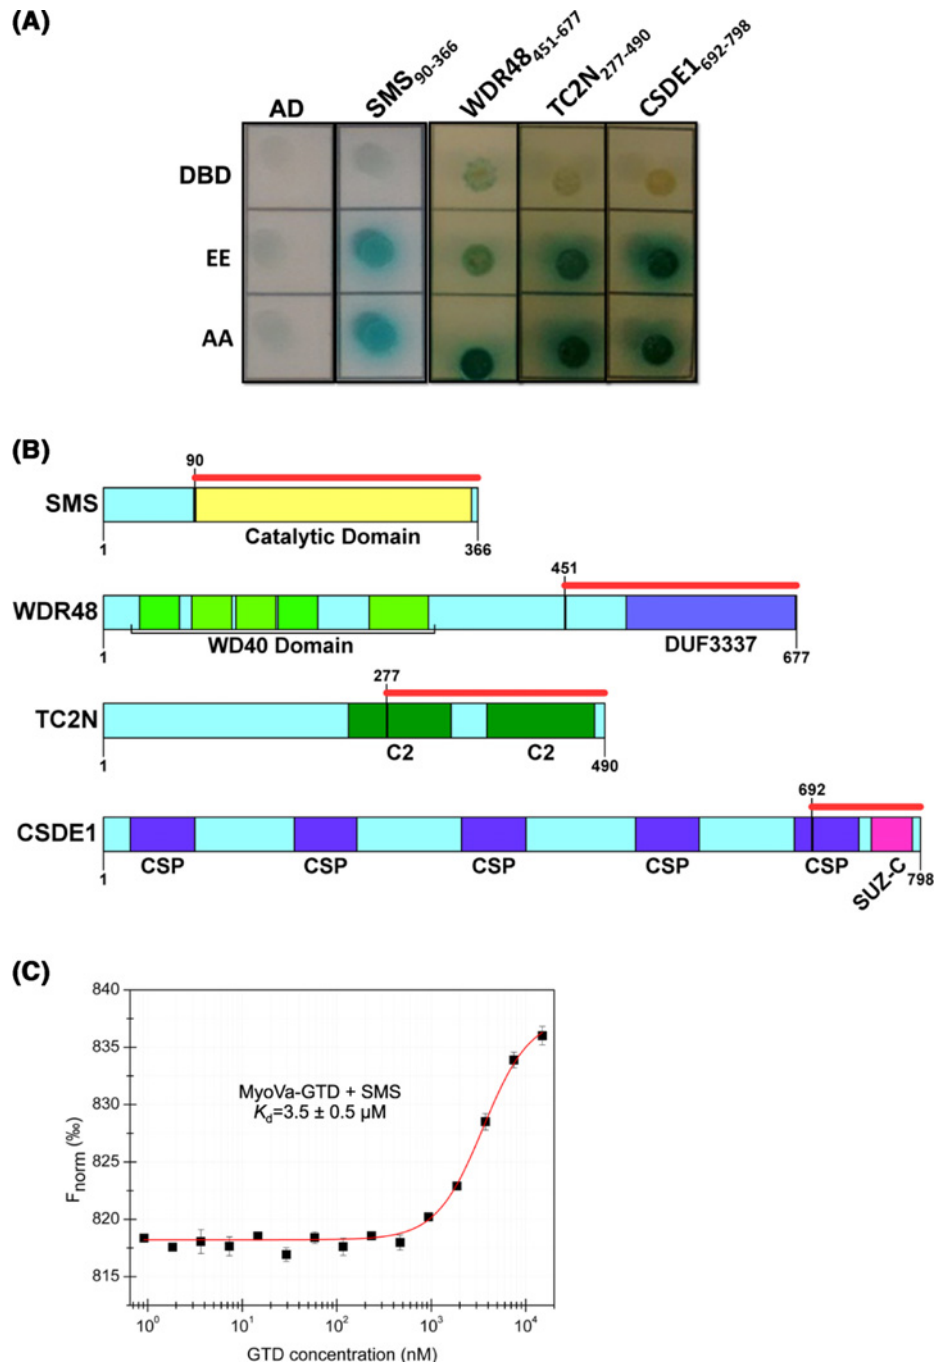 (A)
AD
SMS90-366
WDR48451-677
TC2N277-490
CSDE1692-798
DBD
EE
AA
(B)
90
SMS
Catalytic Domain
1
366
451
WDR48
WD40 Domain
DUF3337
1
677
277
TC2N
C2
C2
1
490
692
CSDE1
CSP
CSP
CSP
CSP
CSP
SUZ-C
1
798
(C)
840
835
830
825
820
815
Fnorm (‰)
MyoVa-GTD + SMS
Kd=3.5 ± 0.5 µM
10⁰
10¹
10²
10³
10⁴
GTD concentration (nM)